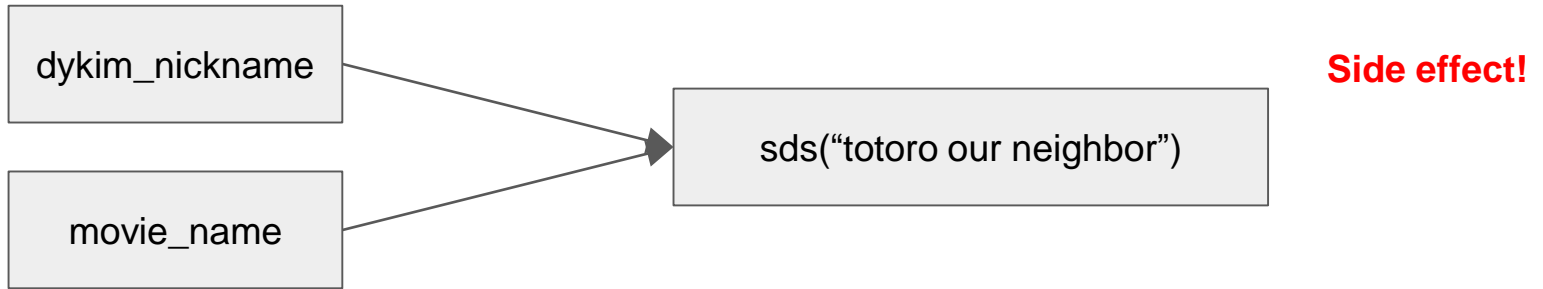 dykim_nickname
Side effect!
sds(“totoro our neighbor”)
movie_name